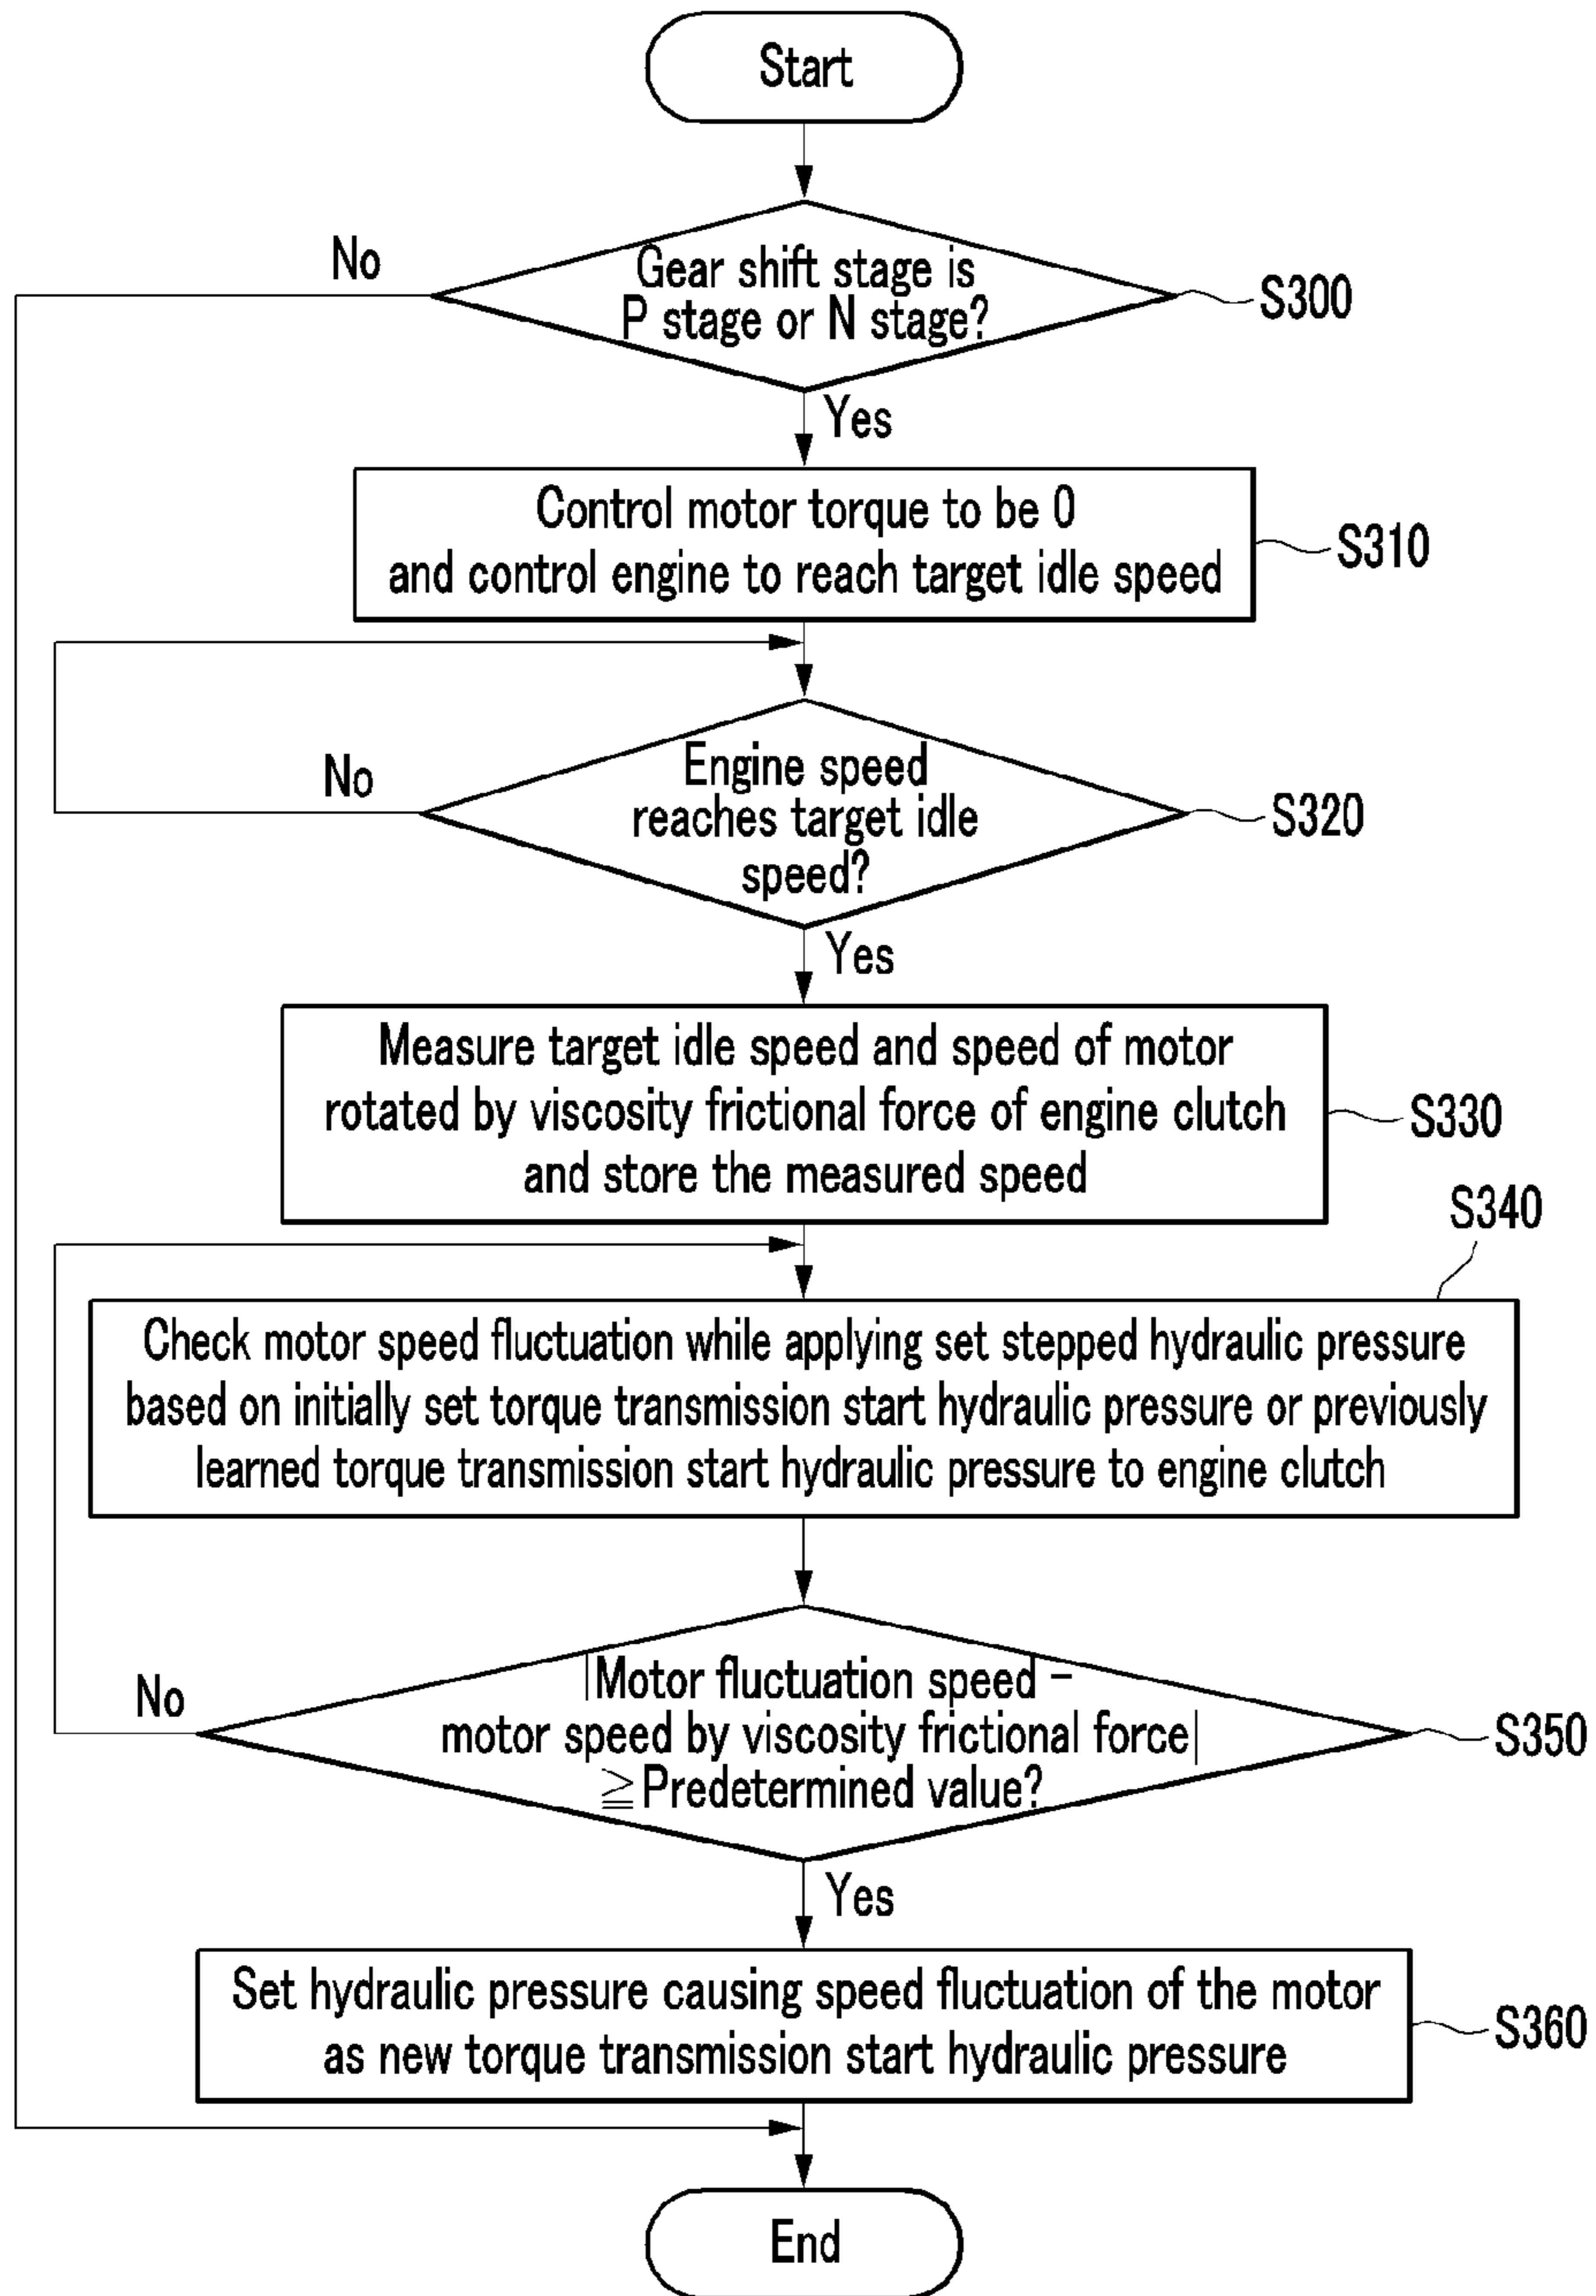 Start
No
Gear shift stage is
P stage or N stage?
S300
Yes
Control motor torque to be 0
and control engine to reach target idle speed
S310
No
Engine speed
reaches target idle
speed?
S320
Yes
Measure target idle speed and speed of motor
rotated by viscosity frictional force of engine clutch
and store the measured speed
S330
S340
Check motor speed fluctuation while applying set stepped hydraulic pressure
based on initially set torque transmission start hydraulic pressure or previously
learned torque transmission start hydraulic pressure to engine clutch
No
|Motor fluctuation speed –
motor speed by viscosity frictional force|
≧Predetermined value?
S350
Yes
Set hydraulic pressure causing speed fluctuation of the motor
as new torque transmission start hydraulic pressure
S360
End